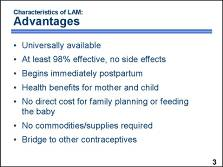 Characteristics of LAM:
Advantages
• Universally available
• At least 98% effective, no side effects
• Begins immediately postpartum
• Health benefits for mother and child
• No direct cost for family planning or feeding
the baby
• No commodities/supplies required
• Bridge to other contraceptives
3